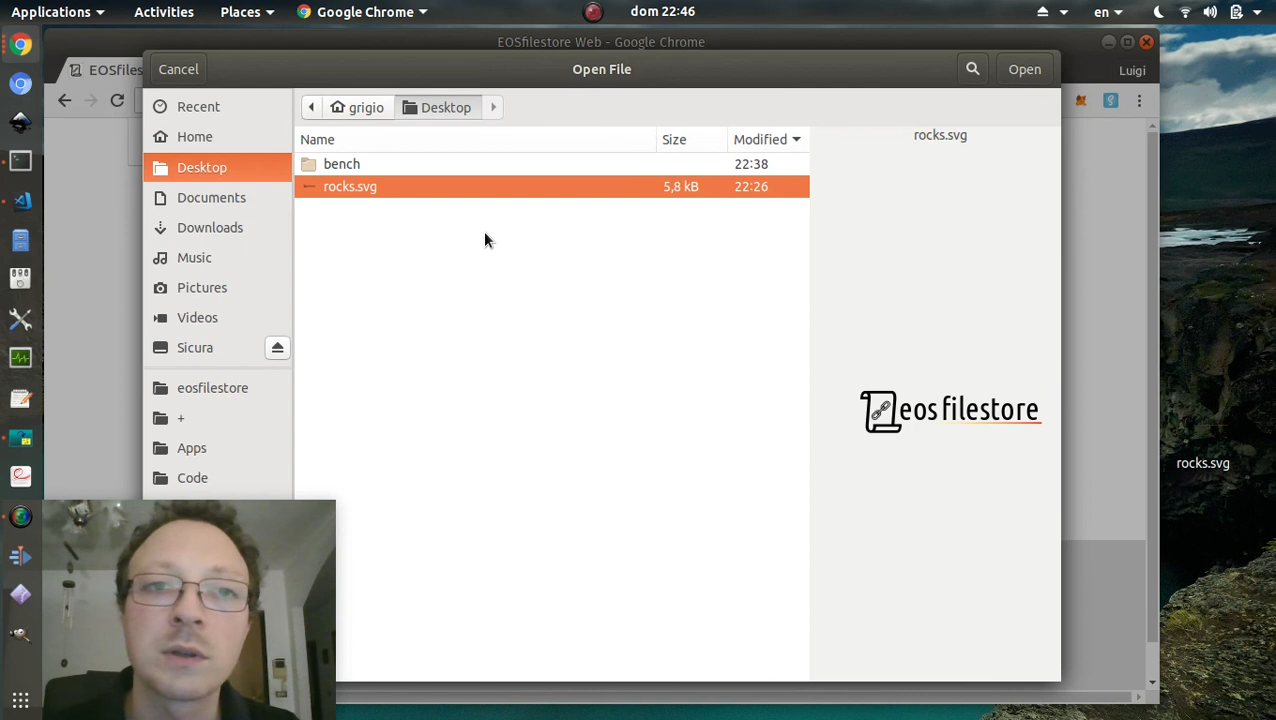 Applications Activities Places Google Chrome dom 22:46 en
EOSfilestore Web - Google Chrome
EOSfiles Luigi
Cancel Open File Open
Recent
Home
Desktop
Documents
Downloads
Music
Pictures
Videos
Sicura
eosfilestore
+
Apps
Code
grigio Desktop
Name Size Modified
bench 22:38
rocks.svg 5,8 kB 22:26
rocks.svg
eos filestore
rocks.svg